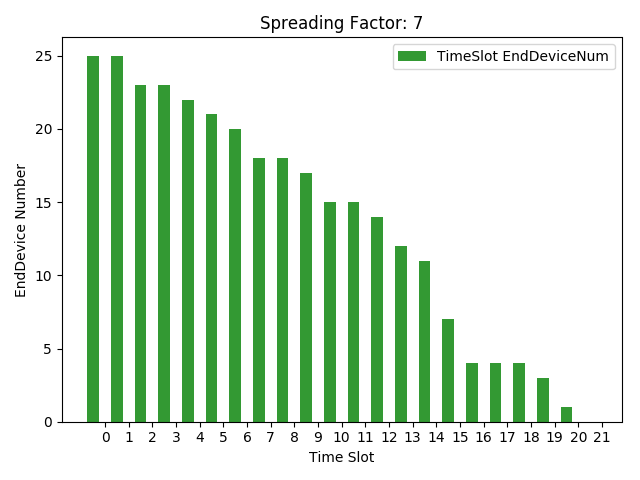 Spreading Factor: 7
TimeSlot EndDeviceNum
25
20
15
10
5
0
EndDevice Number
0 1 2 3 4 5 6 7 8 9 10 11 12 13 14 15 16 17 18 19 20 21
Time Slot